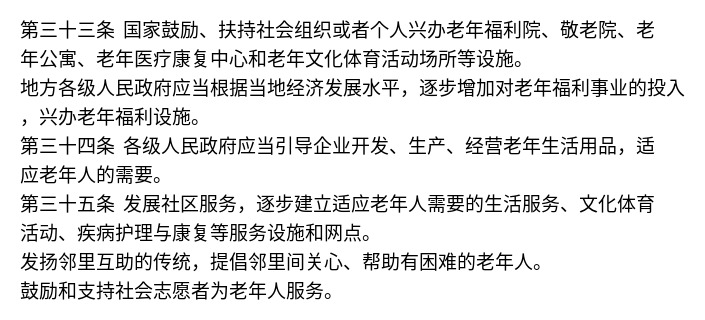 第三十三条 国家鼓励、扶持社会组织或者个人兴办老年福利院、敬老院、老
年公寓、老年医疗康复中心和老年文化体育活动场所等设施。
地方各级人民政府应当根据当地经济发展水平，逐步增加对老年福利事业的投入
，兴办老年福利设施。
第三十四条 各级人民政府应当引导企业开发、生产、经营老年生活用品，适
应老年人的需要。
第三十五条 发展社区服务，逐步建立适应老年人需要的生活服务、文化体育
活动、疾病护理与康复等服务设施和网点。
发扬邻里互助的传统，提倡邻里间关心、帮助有困难的老年人。
鼓励和支持社会志愿者为老年人服务。